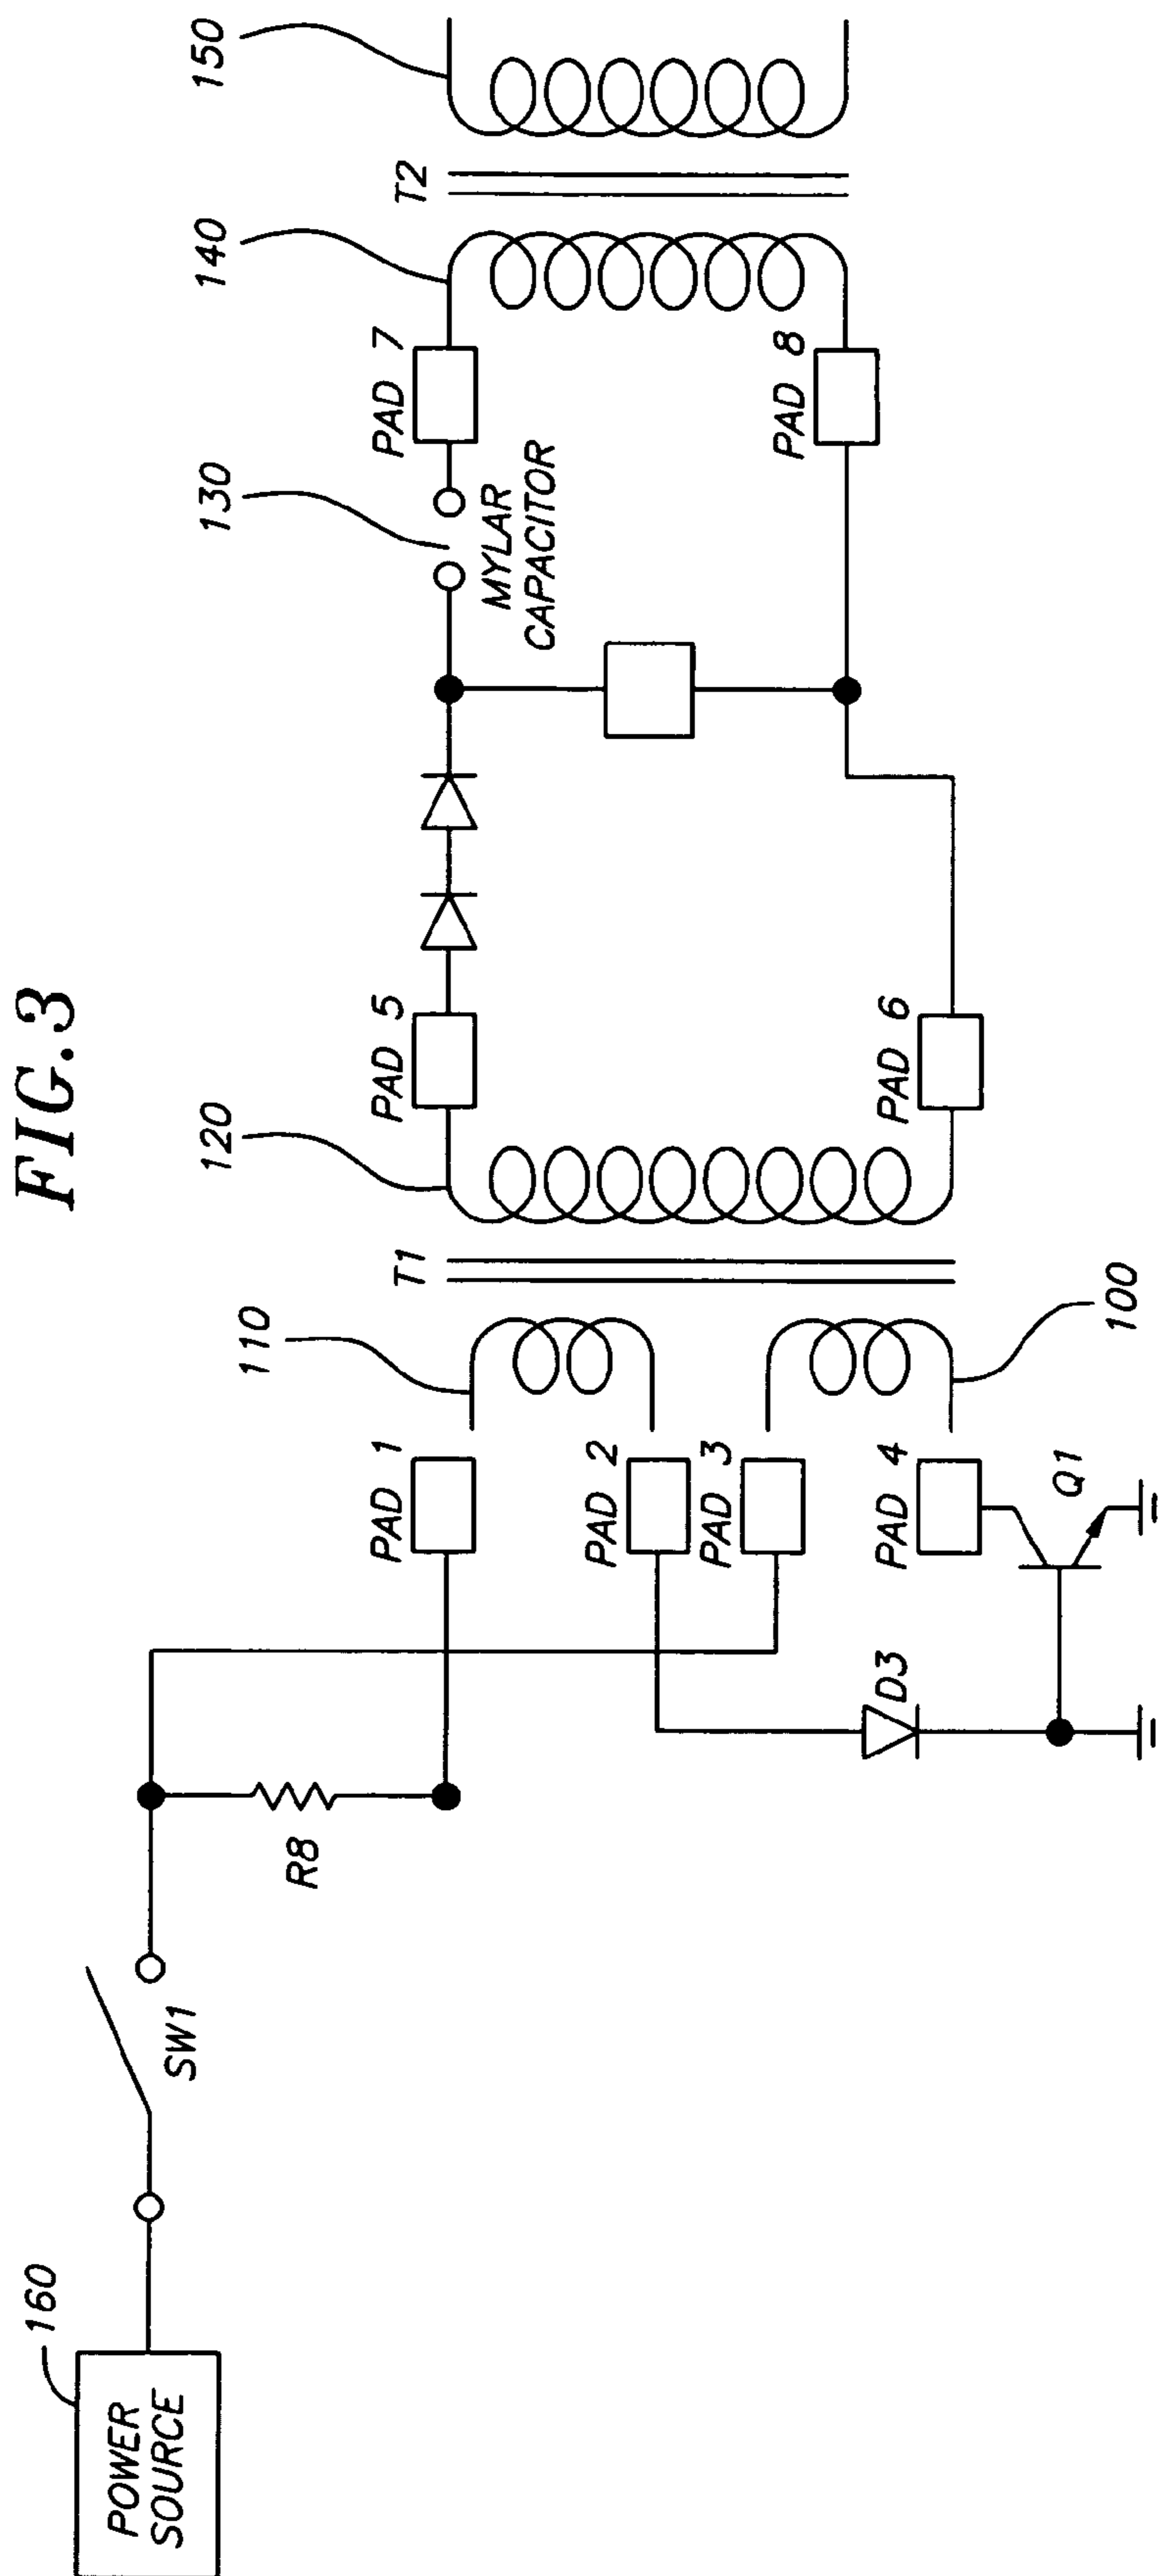 FIG.3
160
POWER
SOURCE
SW1
R8
110
PAD 1
PAD 2
PAD 3
PAD 4
D3
Q1
100
T1
120
PAD 5
PAD 6
130
MYLAR
CAPACITOR
PAD 7
PAD 8
140
T2
150